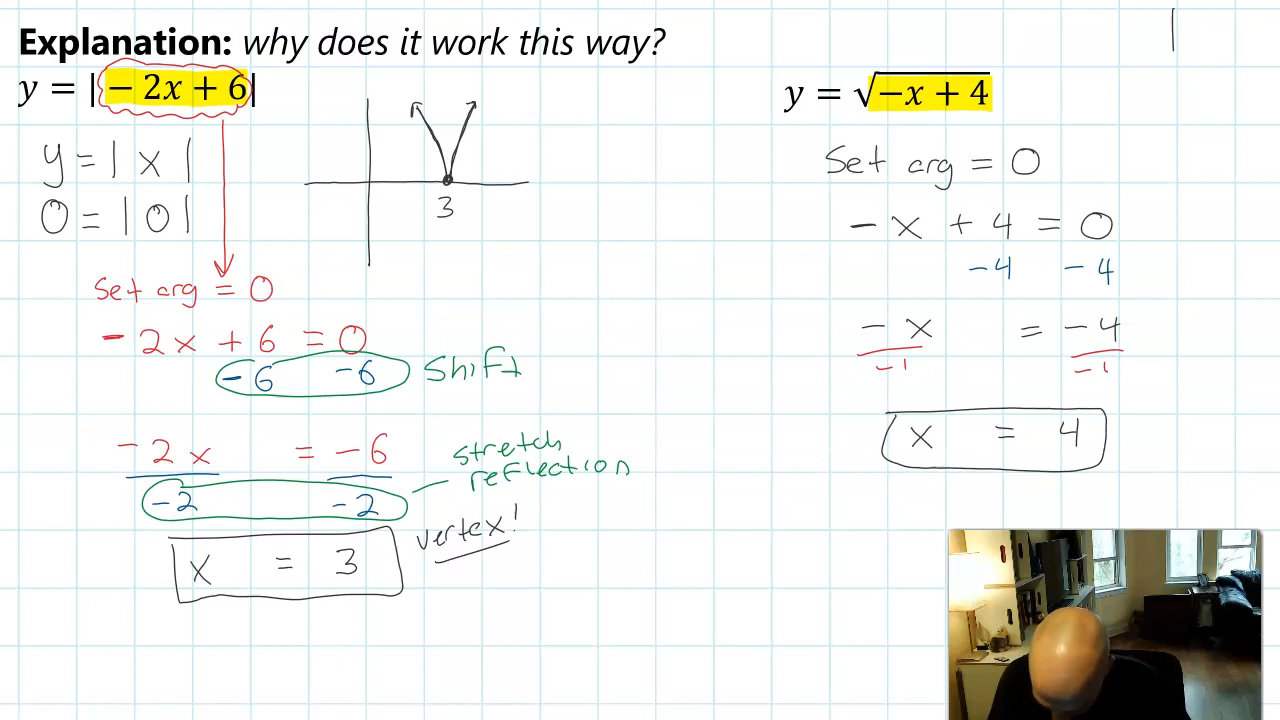 Explanation: why does it work this way?
y = |− 2x + 6|
y = | x |
0 = | 0 |
3
Set arg = 0
- 2x + 6 = 0
-6 -6 Shift
- 2x = -6
-2 -2
stretch
reflection
x = 3
vertex!
y = √−x + 4
Set arg = 0
- x + 4 = 0
-4 -4
- x = -4
-1 -1
x = 4